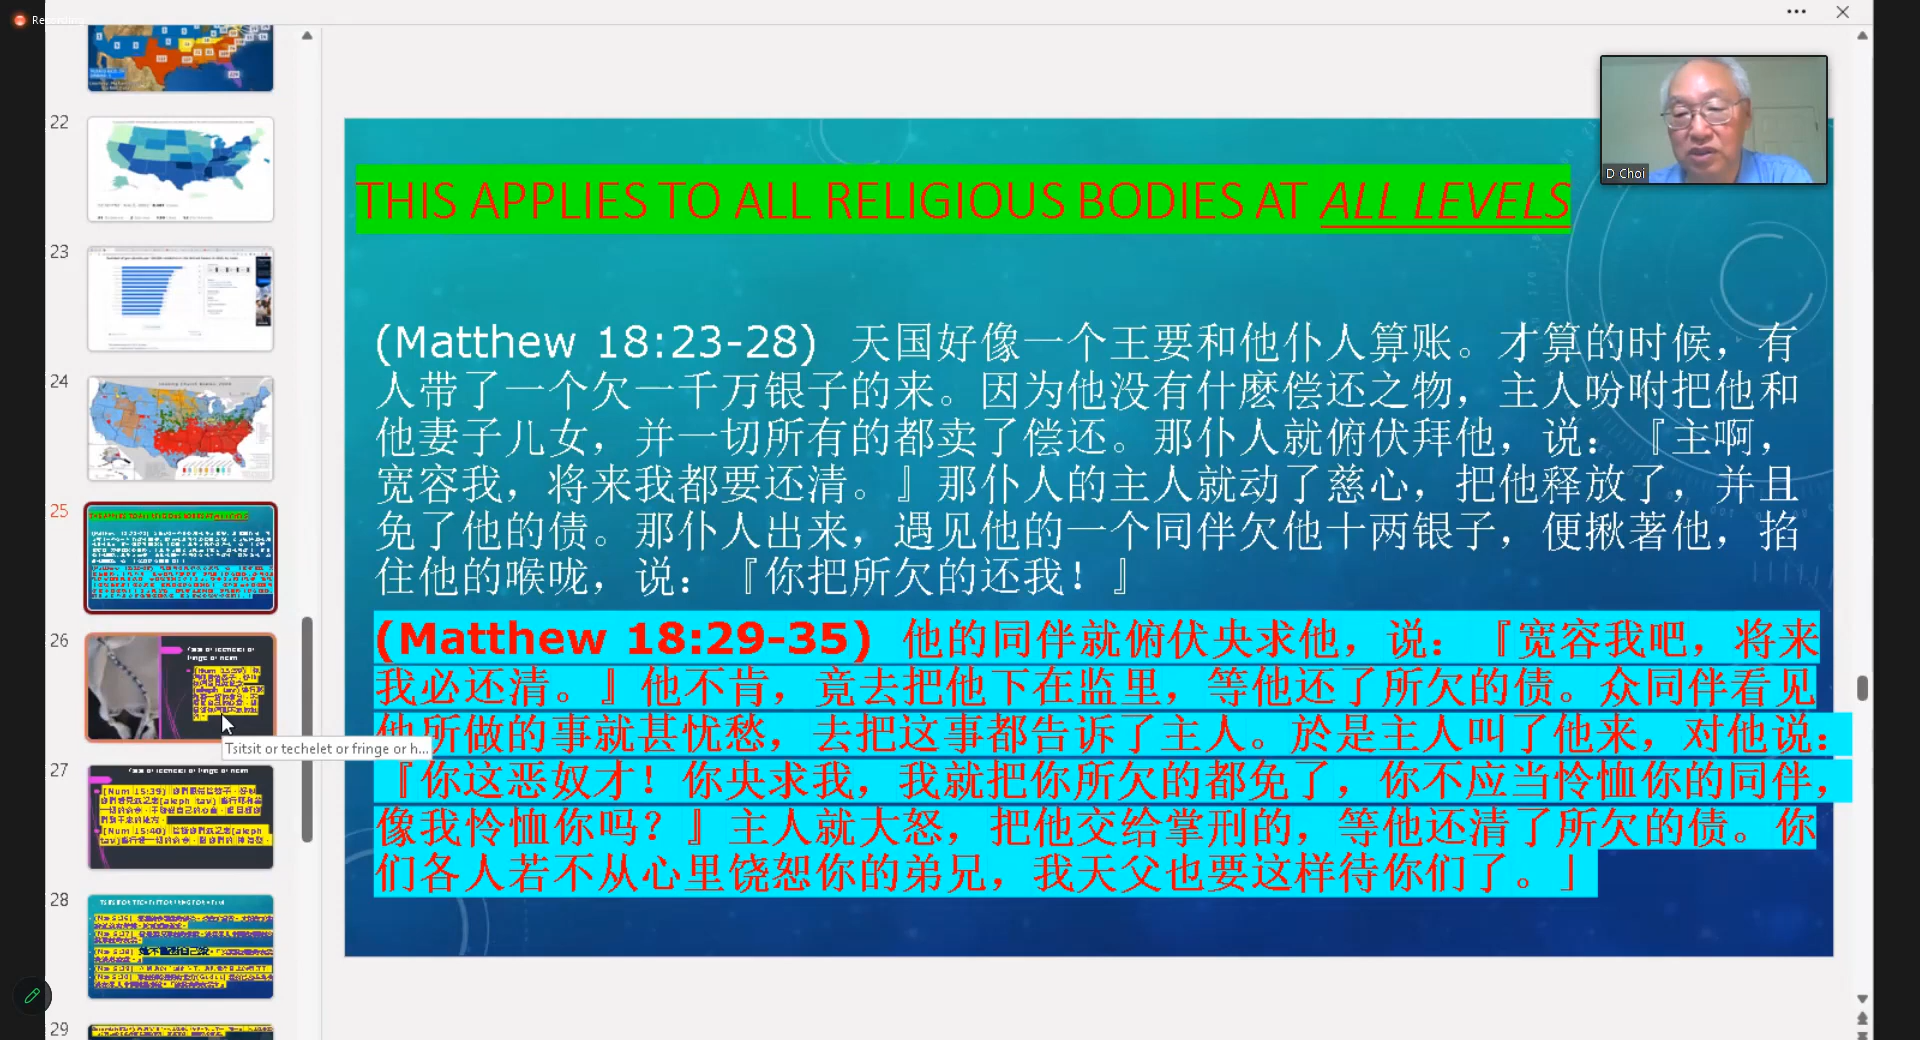 Recording
22
23
24
25
26
27
28
29
Tsitsit or techelet or fringe or h...
[Num 15:39]
[Num 15:40]
D Choi
THIS APPLIES TO ALL RELIGIOUS BODIES AT ALL LEVELS
(Matthew 18:23-28) 天国好像一个王要和他仆人算账。才算的时候，有
人带了一个欠一千万银子的来。因为他没有什麽偿还之物，主人吩咐把他和
他妻子儿女，并一切所有的都卖了偿还。那仆人就俯伏拜他，说：『主啊，
宽容我，将来我都要还清。』那仆人的主人就动了慈心，把他释放了，并且
免了他的债。那仆人出来，遇见他的一个同伴欠他十两银子，便揪著他，掐
住他的喉咙，说：『你把所欠的还我！』
(Matthew 18:29-35) 他的同伴就俯伏央求他，说：『宽容我吧，将来
我必还清。』他不肯，竟去把他下在监里，等他还了所欠的债。众同伴看见
他所做的事就甚忧愁，去把这事都告诉了主人。於是主人叫了他来，对他说：
『你这恶奴才！你央求我，我就把你所欠的都免了，你不应当怜恤你的同伴，
像我怜恤你吗？』主人就大怒，把他交给掌刑的，等他还清了所欠的债。你
们各人若不从心里饶恕你的弟兄，我天父也要这样待你们了。」